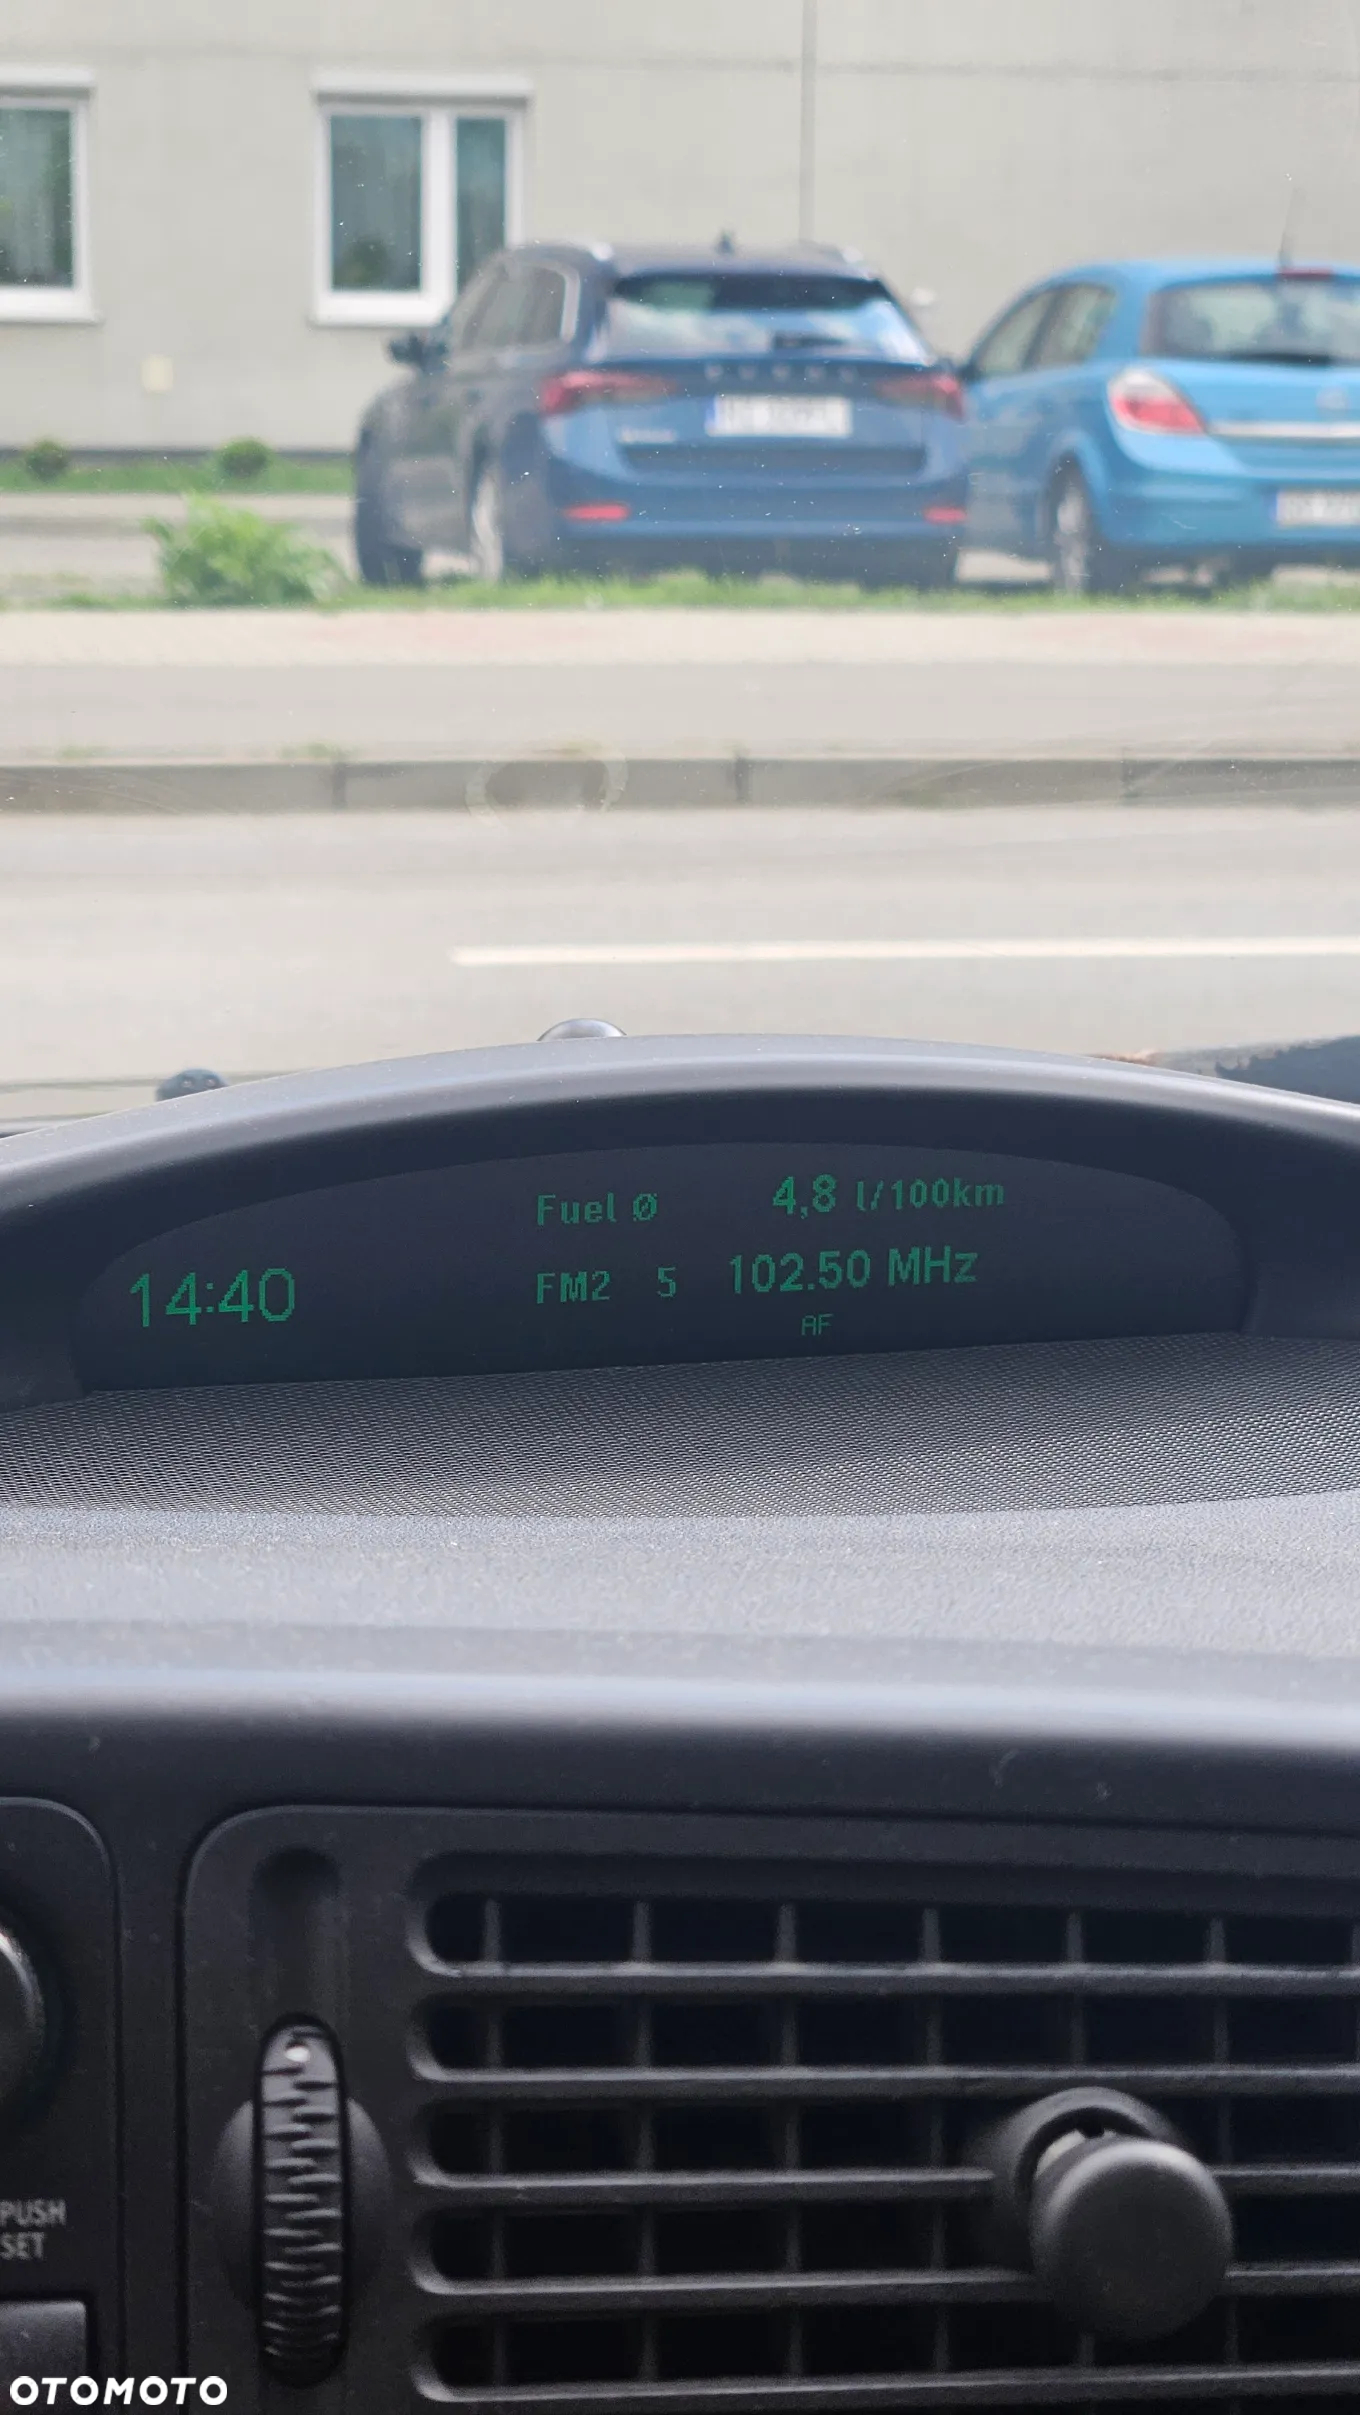 14:40
Fuel Ø 4,8 l/100km
FM2 5 102.50 MHz
AF
PUSH
SET
OTOMOTO